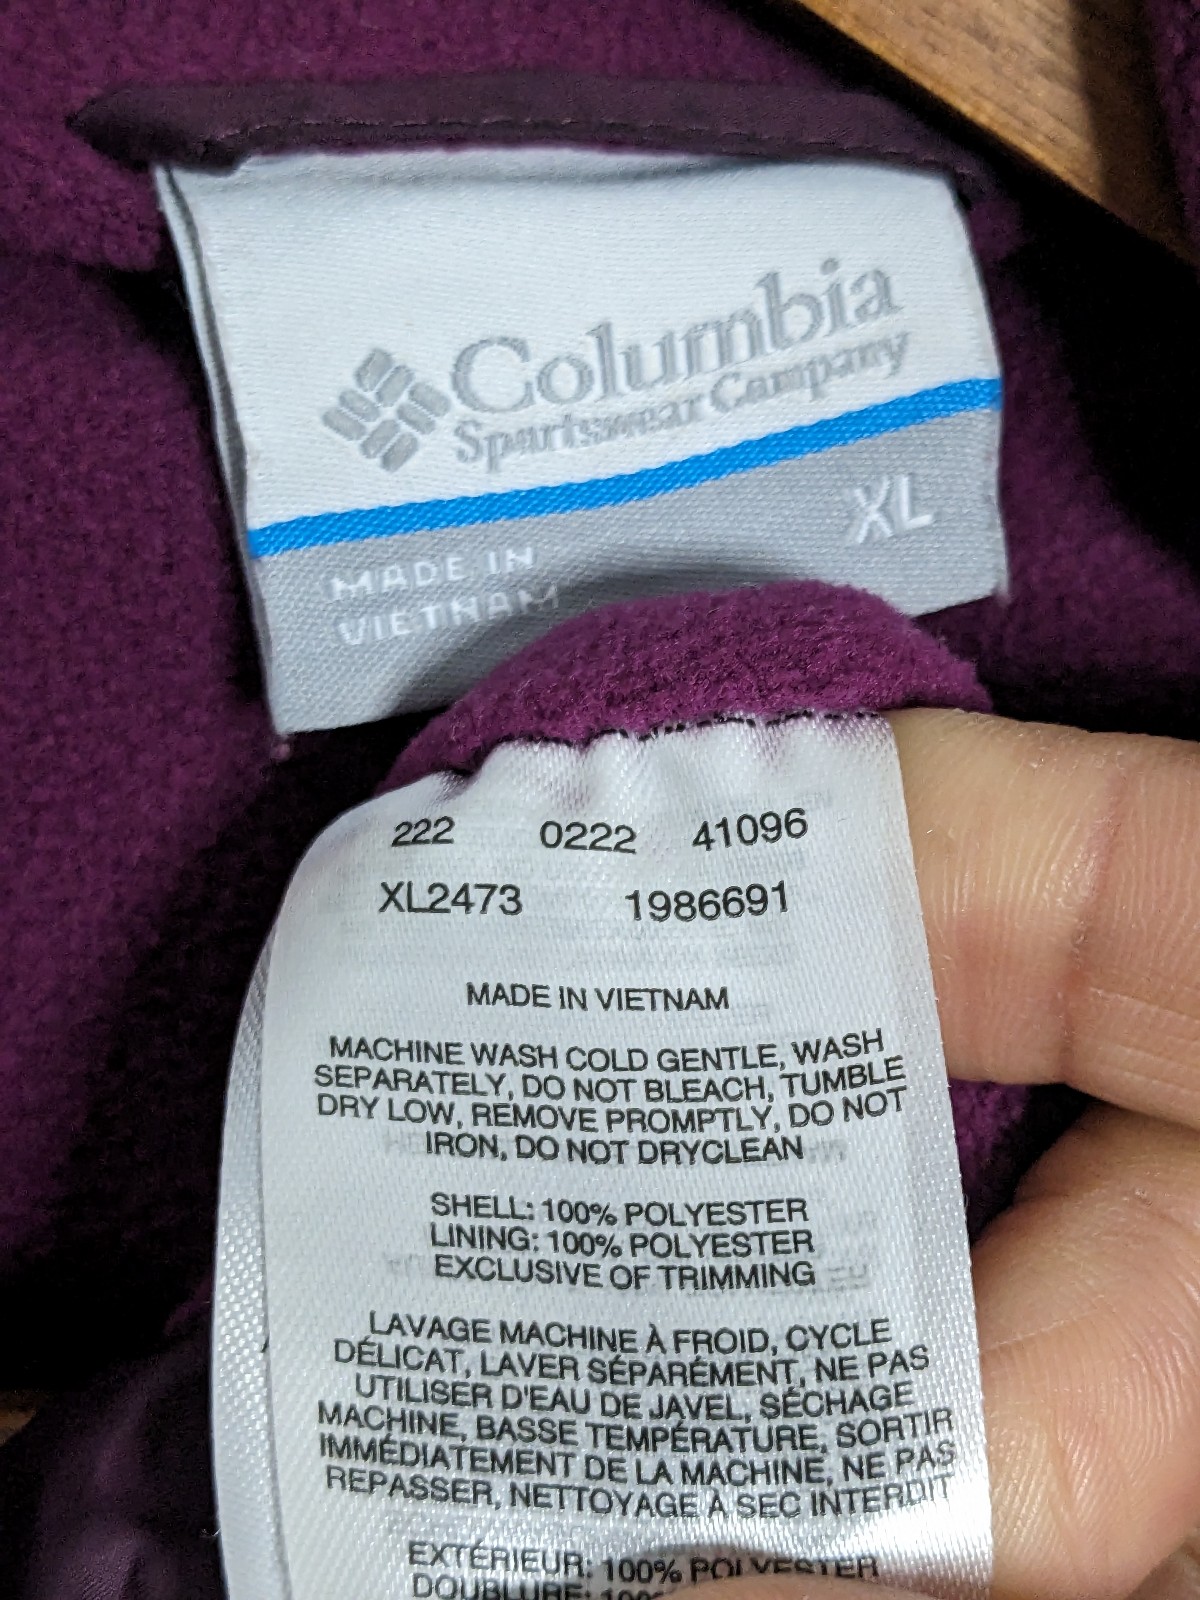 Columbia
Sportswear Company
XL
MADE IN
VIETNAM
222 0222 41096
XL2473 1986691
MADE IN VIETNAM
MACHINE WASH COLD GENTLE, WASH
SEPARATELY, DO NOT BLEACH, TUMBLE
DRY LOW, REMOVE PROMPTLY, DO NOT
IRON, DO NOT DRYCLEAN
SHELL: 100% POLYESTER
LINING: 100% POLYESTER
EXCLUSIVE OF TRIMMING
LAVAGE MACHINE À FROID, CYCLE
DÉLICAT, LAVER SÉPARÉMENT, NE PAS
UTILISER D'EAU DE JAVEL, SÉCHAGE
MACHINE, BASSE TEMPÉRATURE, SORTIR
IMMÉDIATEMENT DE LA MACHINE, NE PAS
REPASSER, NETTOYAGE À SEC INTERDIT
EXTÉRIEUR: 100% POLYESTER
DOUBLURE: